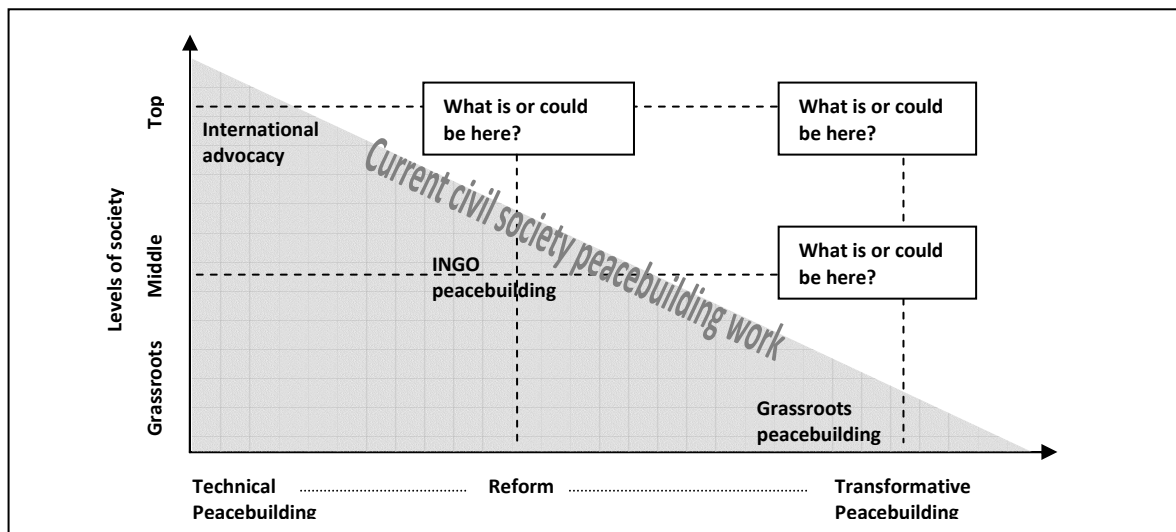 What is or could
be here?
What is or could
be here?
Top
International
advocacy
Current civil society peacebuilding work
Levels of society
Middle
What is or could
be here?
INGO
peacebuilding
Grassroots
Grassroots
peacebuilding
Technical
Peacebuilding
Reform
Transformative
Peacebuilding